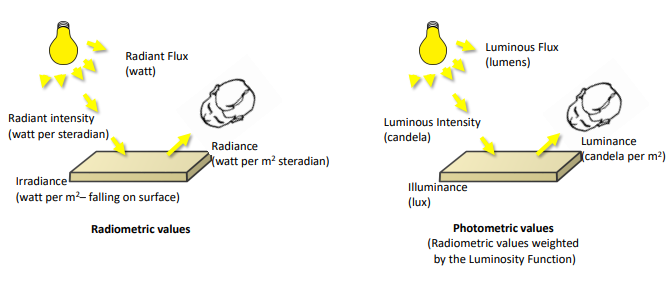 Radiant Flux
(watt)
Radiant intensity
(watt per steradian)
Radiance
(watt per m² steradian)
Irradiance
(watt per m²– falling on surface)
Radiometric values
Luminous Flux
(lumens)
Luminous Intensity
(candela)
Luminance
(candela per m²)
Illuminance
(lux)
Photometric values
(Radiometric values weighted
by the Luminosity Function)